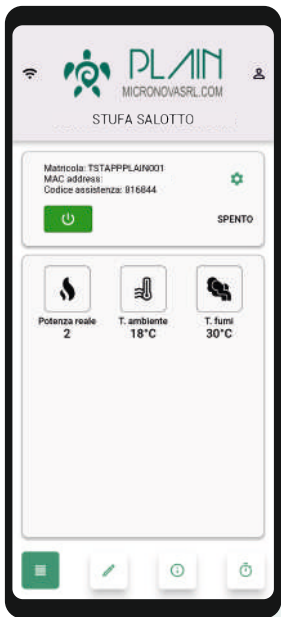 PLAIN
MICRONOVASRL.COM
STUFA SALOTTO
Matricola: TSTAPPPLAIN001
MAC address:
Codice assistenza: 816844
SPENTO
Potenza reale T. ambiente T. fumi
2 18°C 30°C